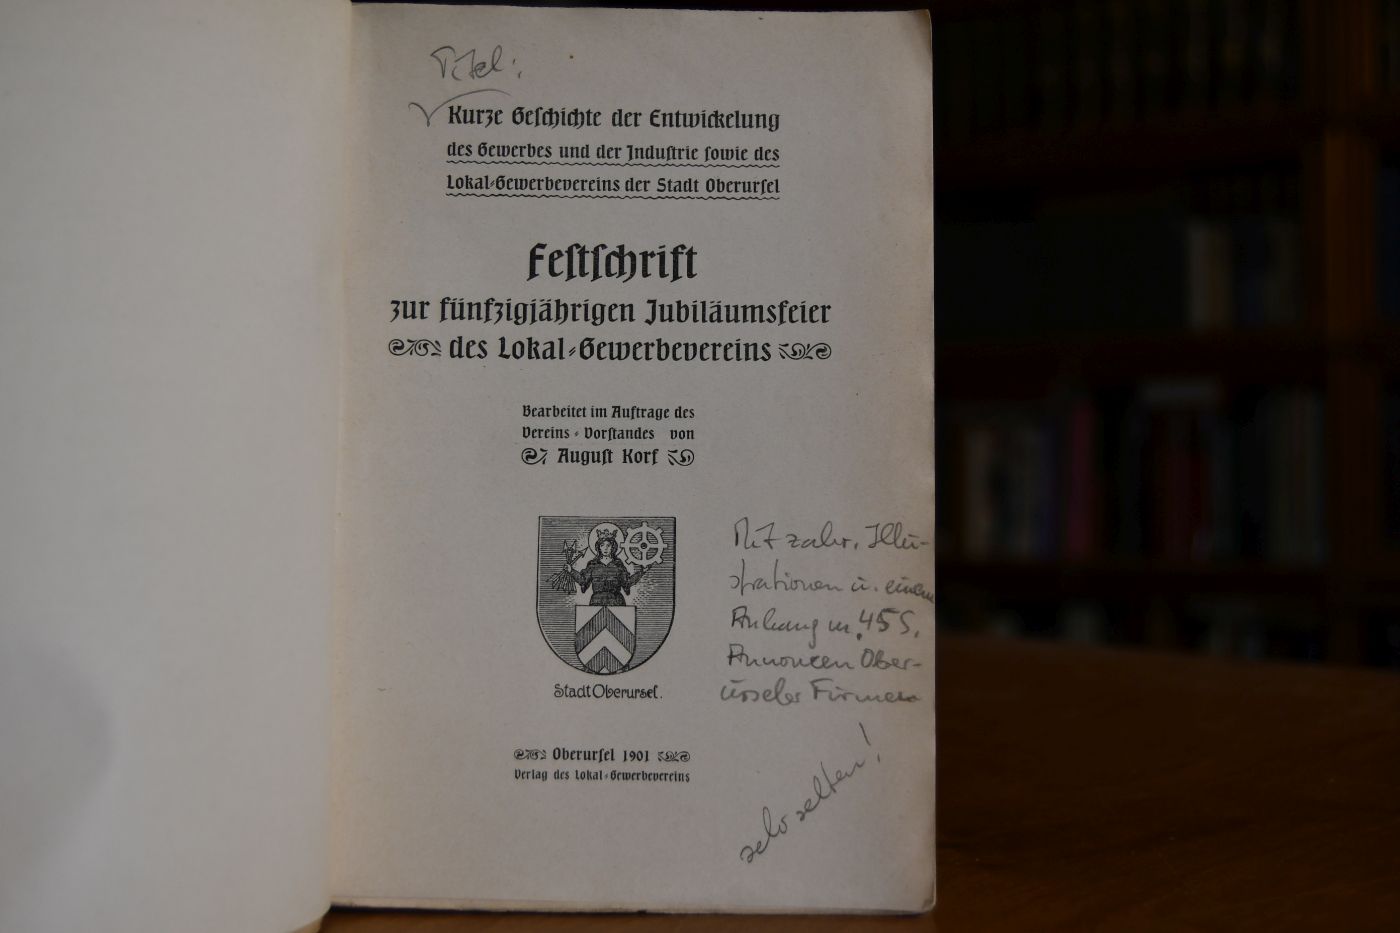 Titel:
Kurze Geſchichte der Entwickelung
des Gewerbes und der Induſtrie ſowie des
Lokal-Gewerbevereins der Stadt Oberurſel
Feſtſchrift
zur fünfzigjährigen Jubiläumsfeier
des Lokal-Gewerbevereins
Bearbeitet im Auftrage des
Vereins-Vorſtandes von
Auguſt Korf
Mit zahr. Illu-
strationen u. einem
Anhang m. 45 S.
Annoncen Ober-
urseler Firmen
sehr selten!
Stadt Oberursel.
Oberurſel 1901
Verlag des Lokal-Gewerbevereins